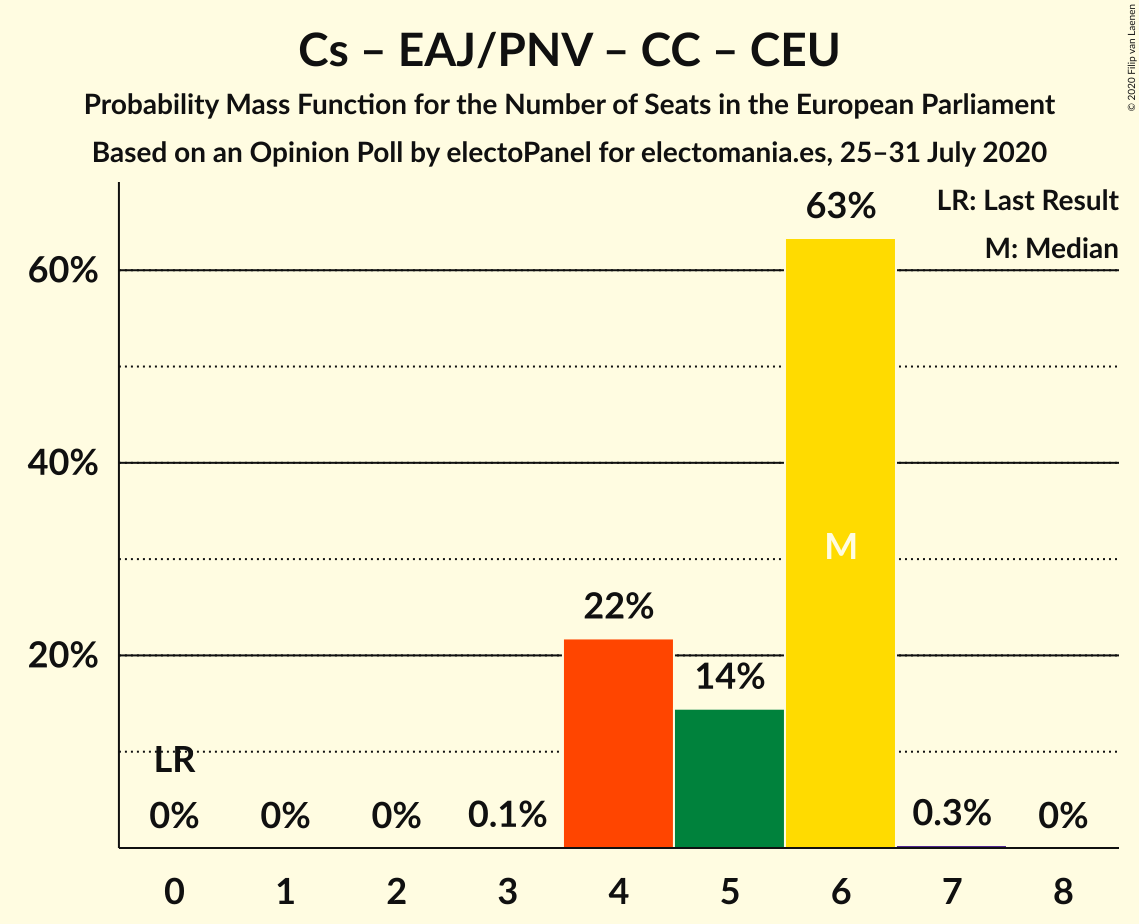 Cs – EAJ/PNV – CC – CEU
Probability Mass Function for the Number of Seats in the European Parliament
Based on an Opinion Poll by electoPanel for electomania.es, 25–31 July 2020
© 2020 Filip van Laenen
LR: Last Result
M: Median
63%
60%
40%
M
22%
20%
14%
LR
0% 0% 0% 0.1% 0.3% 0%
0 1 2 3 4 5 6 7 8